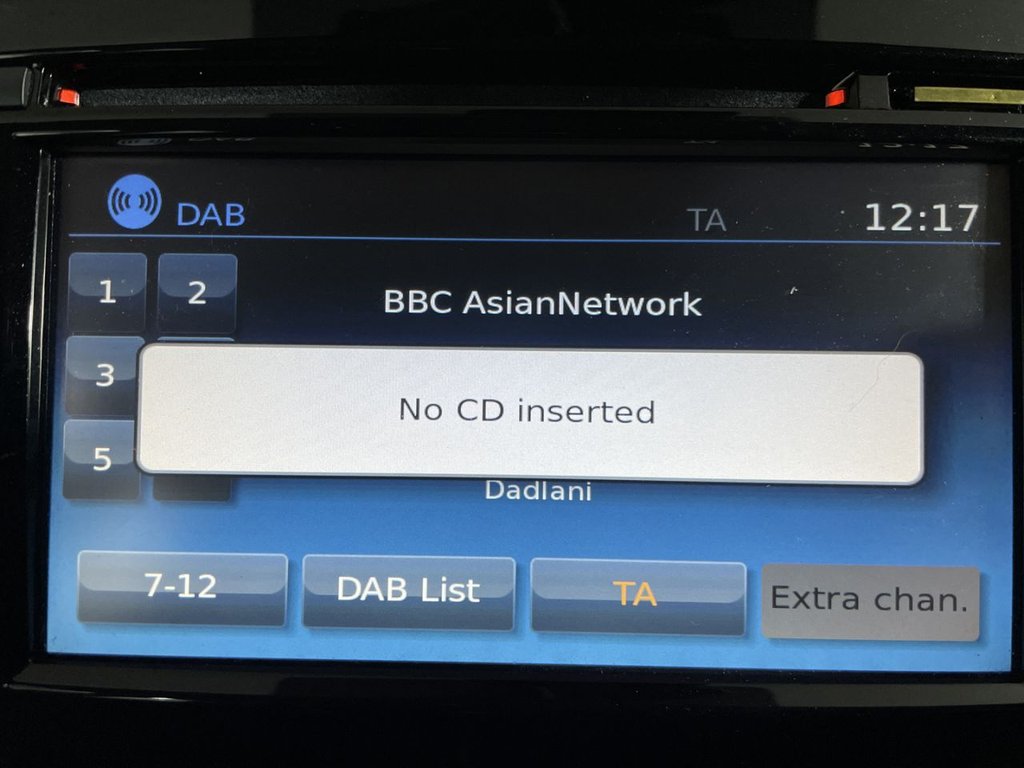 DAB
TA
12:17
1
2
BBC AsianNetwork
3
No CD inserted
5
Dadlani
7-12
DAB List
TA
Extra chan.